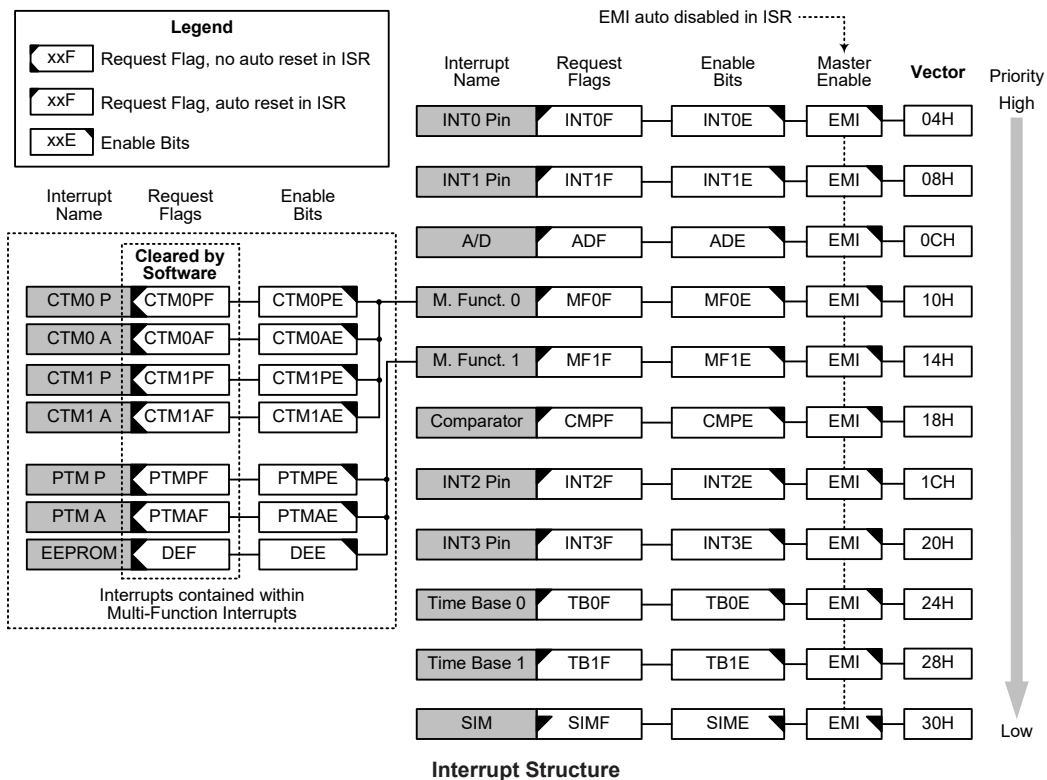 Legend
xxF Request Flag, no auto reset in ISR
xxF Request Flag, auto reset in ISR
xxE Enable Bits
EMI auto disabled in ISR
Interrupt Name
Request Flags
Enable Bits
Master Enable
Vector
Priority
High
INT0 Pin INT0F INT0E EMI 04H
INT1 Pin INT1F INT1E EMI 08H
A/D ADF ADE EMI 0CH
M. Funct. 0 MF0F MF0E EMI 10H
M. Funct. 1 MF1F MF1E EMI 14H
Comparator CMPF CMPE EMI 18H
INT2 Pin INT2F INT2E EMI 1CH
INT3 Pin INT3F INT3E EMI 20H
Time Base 0 TB0F TB0E EMI 24H
Time Base 1 TB1F TB1E EMI 28H
SIM SIMF SIME EMI 30H
Low
Interrupt Name
Request Flags
Enable Bits
Cleared by
Software
CTM0 P CTM0PF CTM0PE
CTM0 A CTM0AF CTM0AE
CTM1 P CTM1PF CTM1PE
CTM1 A CTM1AF CTM1AE
PTM P PTMPF PTMPE
PTM A PTMAF PTMAE
EEPROM DEF DEE
Interrupts contained within
Multi-Function Interrupts
Interrupt Structure